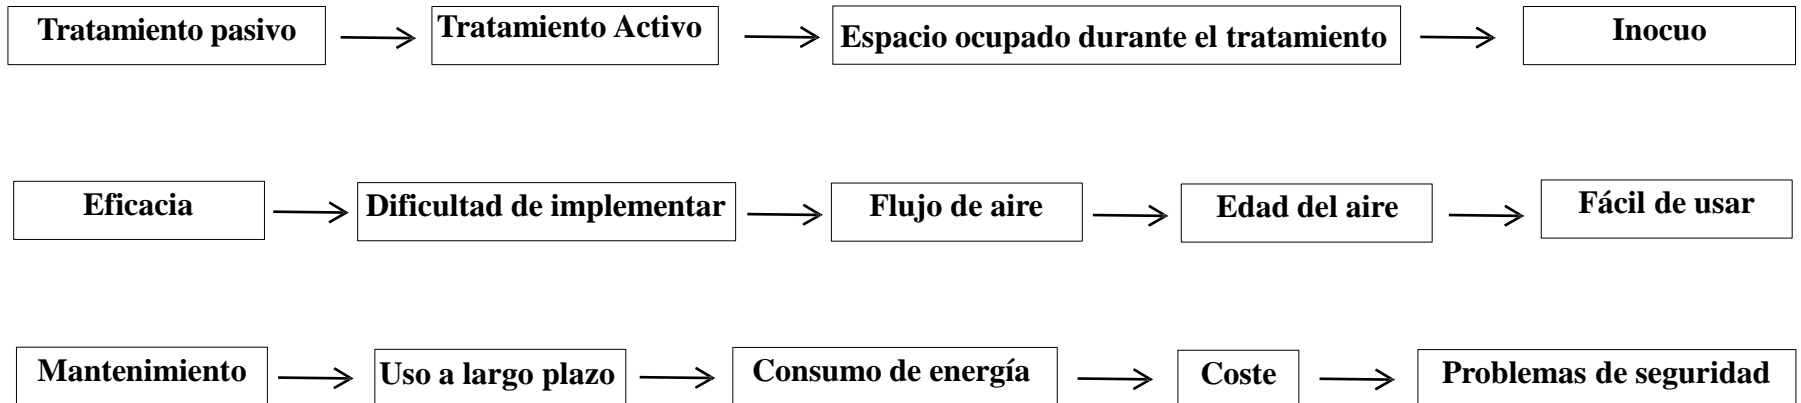 Tratamiento pasivo
Tratamiento Activo
Espacio ocupado durante el tratamiento
Inocuo
Eficacia
Dificultad de implementar
Flujo de aire
Edad del aire
Fácil de usar
Mantenimiento
Uso a largo plazo
Consumo de energía
Coste
Problemas de seguridad